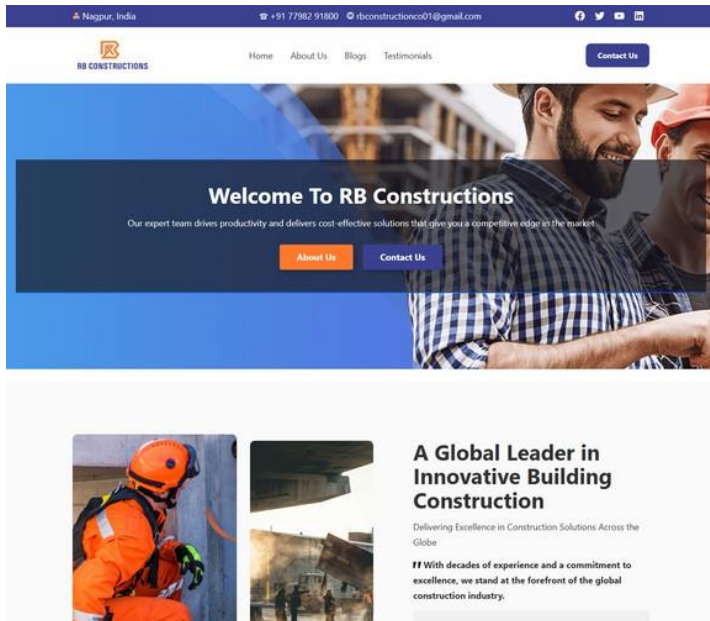 Nagpur, India
+91 77982 91800 rbconstructionco01@gmail.com
RB CONSTRUCTIONS
Home About Us Blogs Testimonials
Contact Us
Welcome To RB Constructions
Our expert team drives productivity and delivers cost-effective solutions that give you a competitive edge in the market
About Us Contact Us
A Global Leader in
Innovative Building
Construction
Delivering Excellence in Construction Solutions Across the
Globe
With decades of experience and a commitment to
excellence, we stand at the forefront of the global
construction industry.